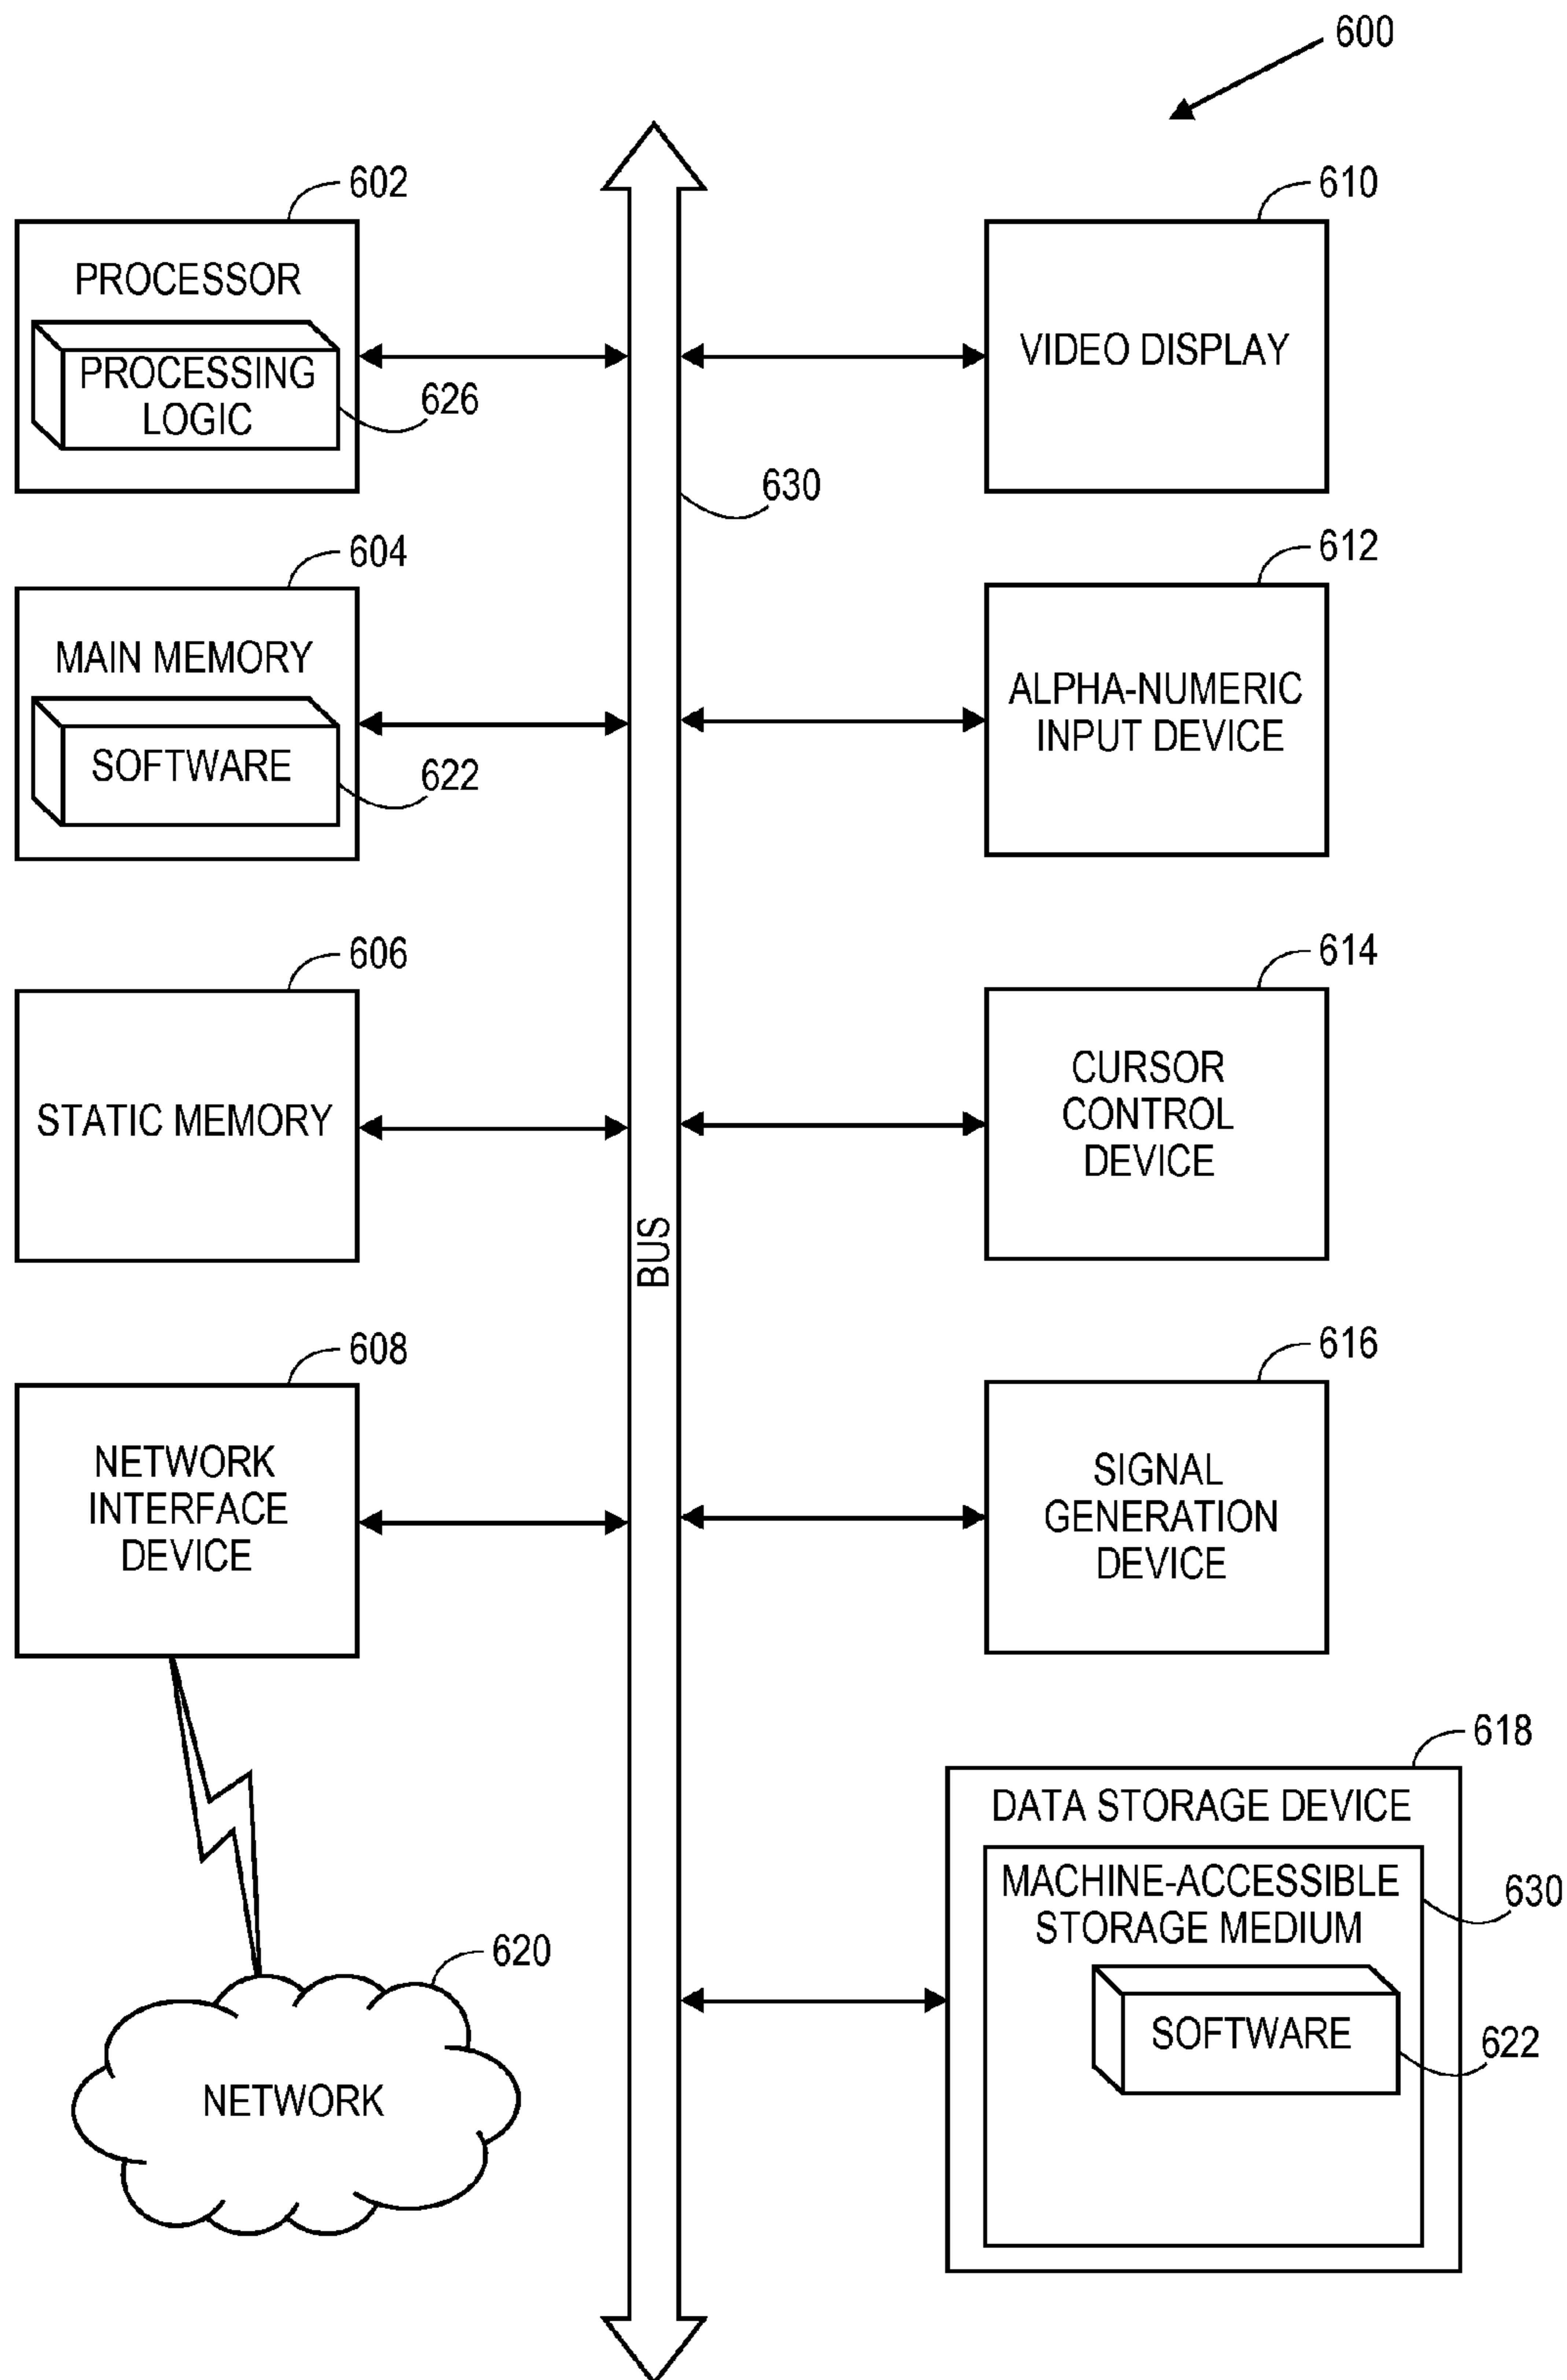 600
602
PROCESSOR
PROCESSING
LOGIC
626
610
VIDEO DISPLAY
630
604
MAIN MEMORY
SOFTWARE
622
612
ALPHA-NUMERIC
INPUT DEVICE
606
STATIC MEMORY
614
CURSOR
CONTROL
DEVICE
BUS
608
NETWORK
INTERFACE
DEVICE
616
SIGNAL
GENERATION
DEVICE
618
DATA STORAGE DEVICE
MACHINE-ACCESSIBLE
STORAGE MEDIUM
630
SOFTWARE
622
620
NETWORK